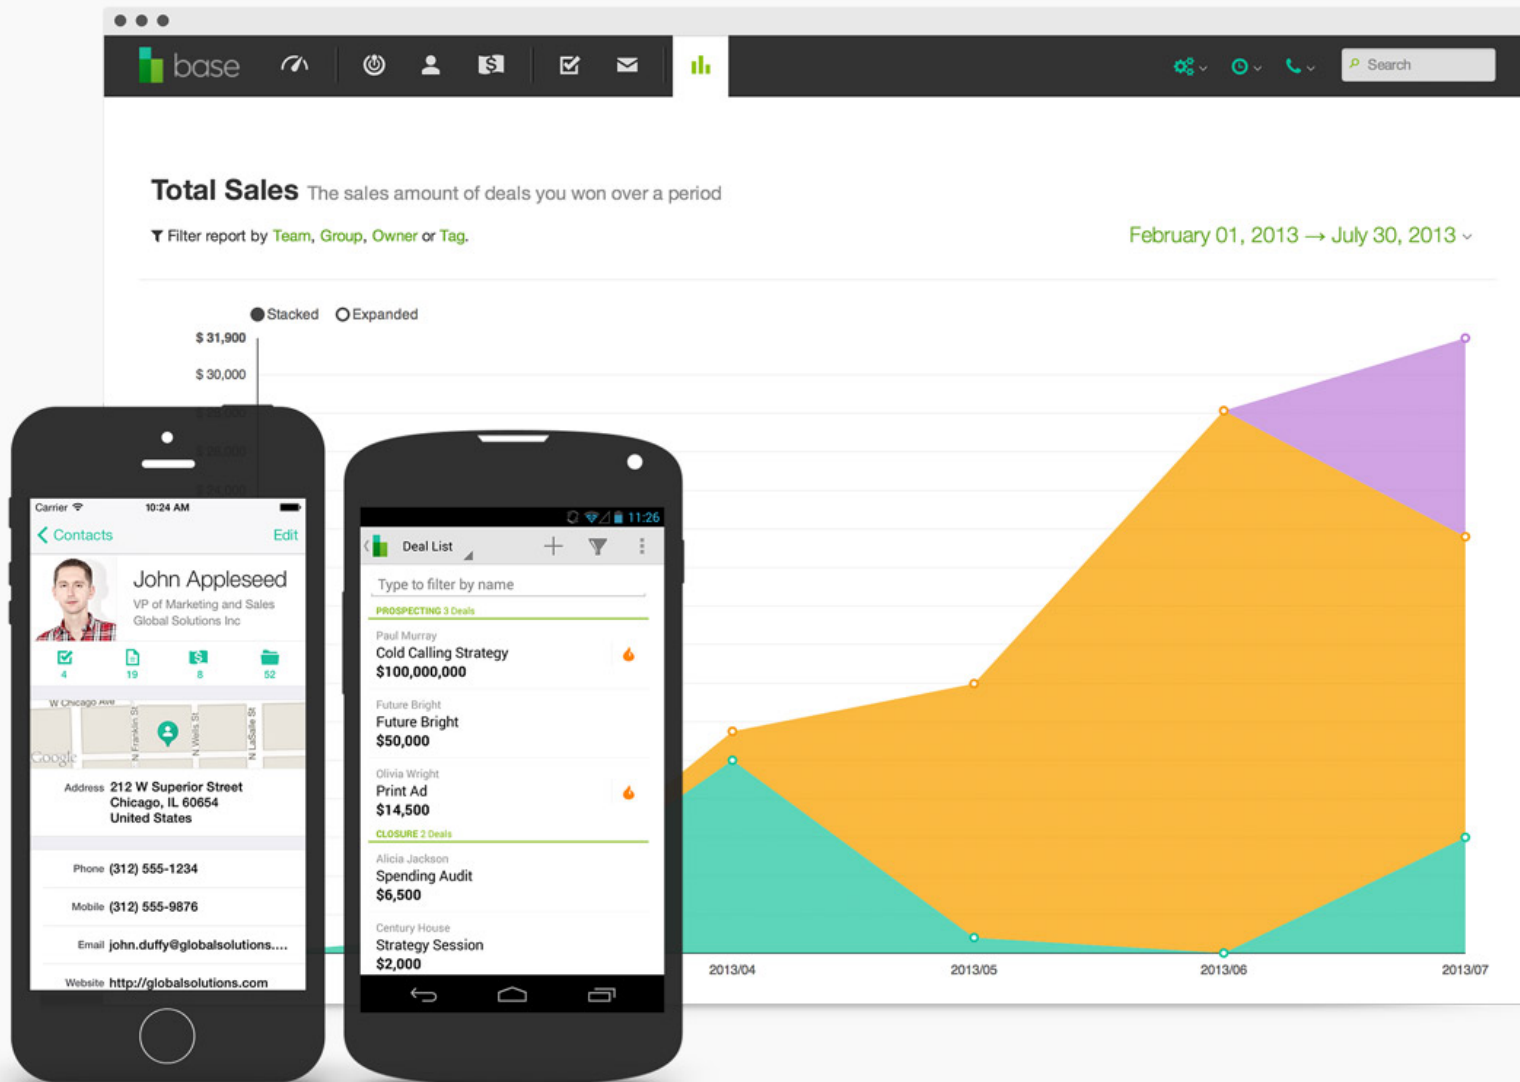 base
Search
Total Sales The sales amount of deals you won over a period
Filter report by Team, Group, Owner or Tag.
February 01, 2013 → July 30, 2013
Stacked Expanded
$ 31,900
$ 30,000
2013/04
2013/05
2013/06
2013/07
Carrier 10:24 AM
Contacts Edit
John Appleseed
VP of Marketing and Sales
Global Solutions Inc
4 19 8 52
W Chicago Ave
N Franklin St
N Wells St
N LaSalle St
Google
Address 212 W Superior Street
Chicago, IL 60654
United States
Phone (312) 555-1234
Mobile (312) 555-9876
Email john.duffy@globalsolutions....
Website http://globalsolutions.com
11:26
Deal List
Type to filter by name
PROSPECTING 3 Deals
Paul Murray
Cold Calling Strategy
$100,000,000
Future Bright
Future Bright
$50,000
Olivia Wright
Print Ad
$14,500
CLOSURE 2 Deals
Alicia Jackson
Spending Audit
$6,500
Century House
Strategy Session
$2,000